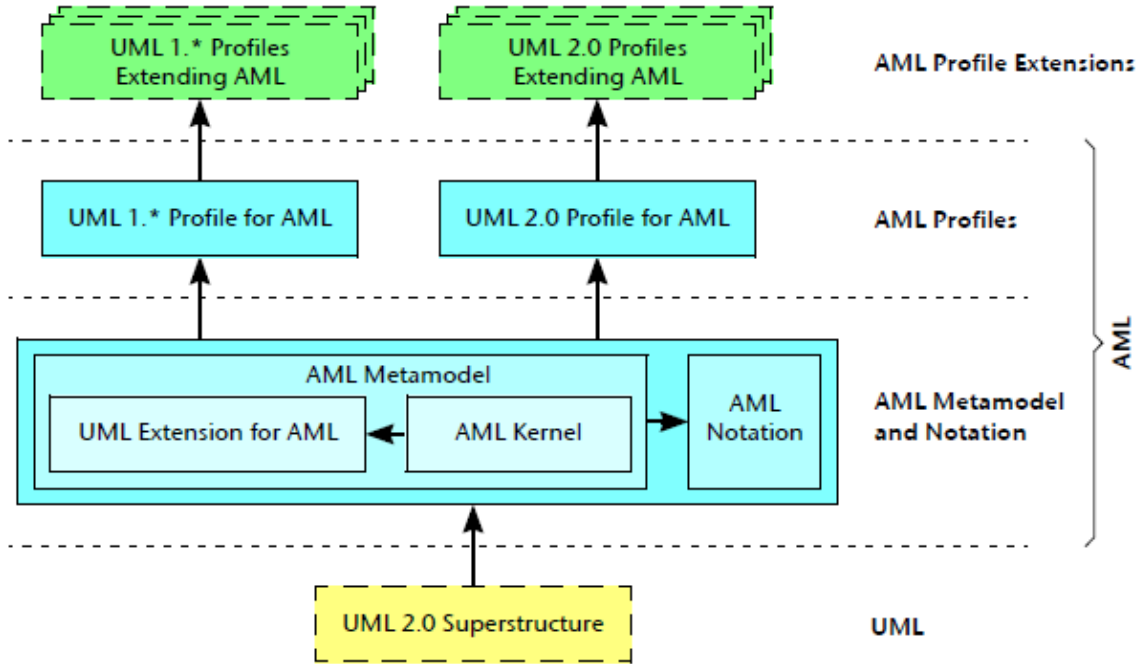 UML 1.* Profiles
Extending AML
UML 2.0 Profiles
Extending AML
AML Profile Extensions
UML 1.* Profile for AML
UML 2.0 Profile for AML
AML Profiles
AML
AML Metamodel
UML Extension for AML
AML Kernel
AML
Notation
AML Metamodel
and Notation
UML 2.0 Superstructure
UML